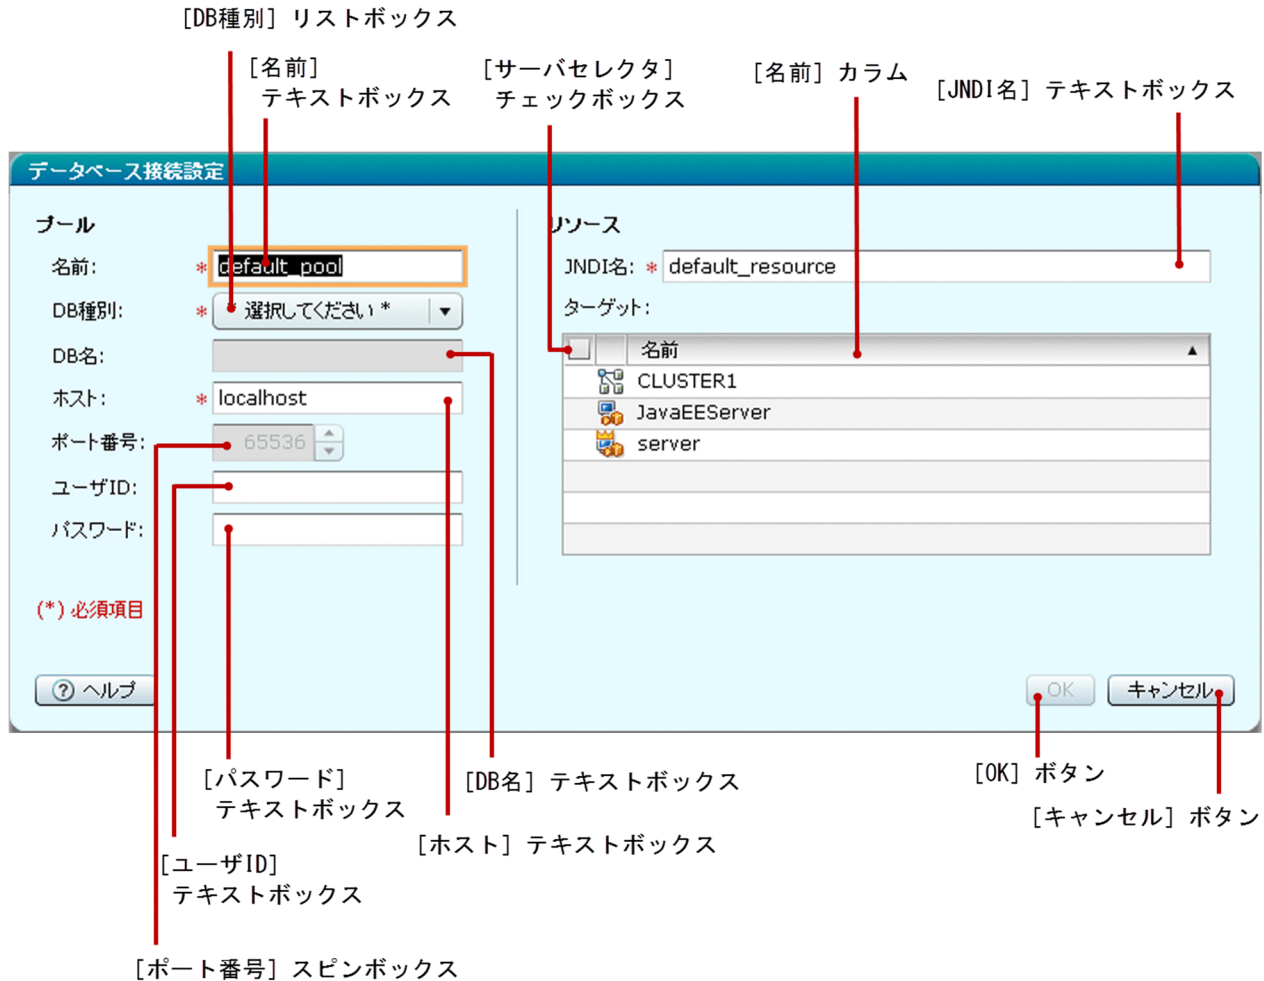 [DB種別] リストボックス
[名前]
テキストボックス
[サーバセレクタ]
チェックボックス
[名前] カラム
[JNDI名] テキストボックス
データベース接続設定
プール
名前:
* default_pool
DB種別:
* * 選択してください *
DB名:
ホスト:
* localhost
ポート番号:
65536
ユーザID:
パスワード:
(*) 必須項目
? ヘルプ
リソース
JNDI名: * default_resource
ターゲット:
名前 ▲
CLUSTER1
JavaEEServer
server
OK
キャンセル
[パスワード]
テキストボックス
[DB名] テキストボックス
[OK] ボタン
[キャンセル] ボタン
[ホスト] テキストボックス
[ユーザID]
テキストボックス
[ポート番号] スピンボックス